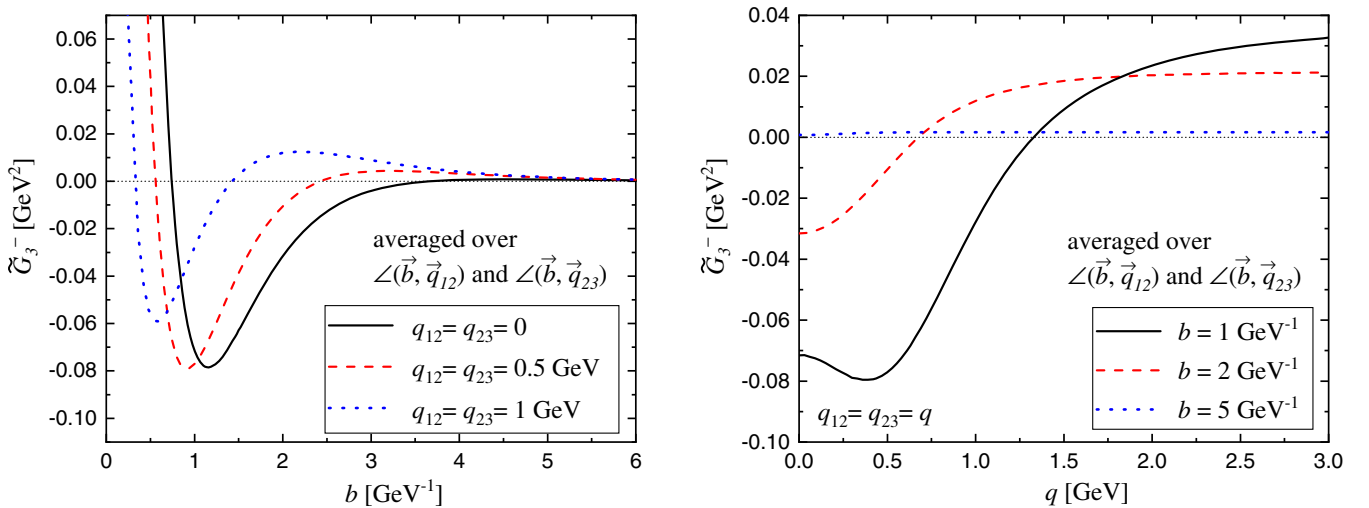 0.06
0.04
0.02
0.00
-0.02
-0.04
-0.06
-0.08
-0.10
G̃₃⁻ [GeV²]
0 1 2 3 4 5 6
b [GeV⁻¹]
averaged over
∠(b⃗, q⃗₁₂) and ∠(b⃗, q⃗₂₃)
q₁₂= q₂₃= 0
q₁₂= q₂₃= 0.5 GeV
q₁₂= q₂₃= 1 GeV
0.04
0.02
0.00
-0.02
-0.04
-0.06
-0.08
-0.10
G̃₃⁻ [GeV²]
0.0 0.5 1.0 1.5 2.0 2.5 3.0
q [GeV]
averaged over
∠(b⃗, q⃗₁₂) and ∠(b⃗, q⃗₂₃)
b = 1 GeV⁻¹
b = 2 GeV⁻¹
b = 5 GeV⁻¹
q₁₂= q₂₃= q